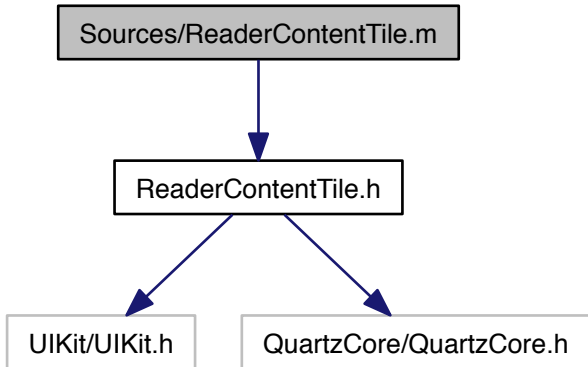 Sources/ReaderContentTile.m
ReaderContentTile.h
UIKit/UIKit.h
QuartzCore/QuartzCore.h